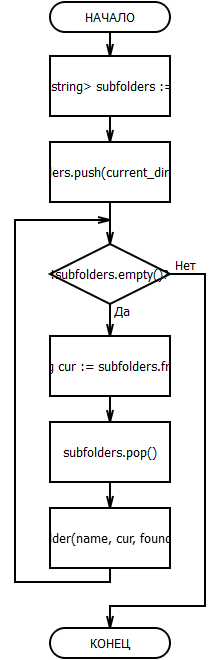 НАЧАЛО
string> subfolders :=
ers.push(current_dir
!subfolders.empty()?
Нет
Да
g cur := subfolders.fr
subfolders.pop()
der(name, cur, found
КОНЕЦ